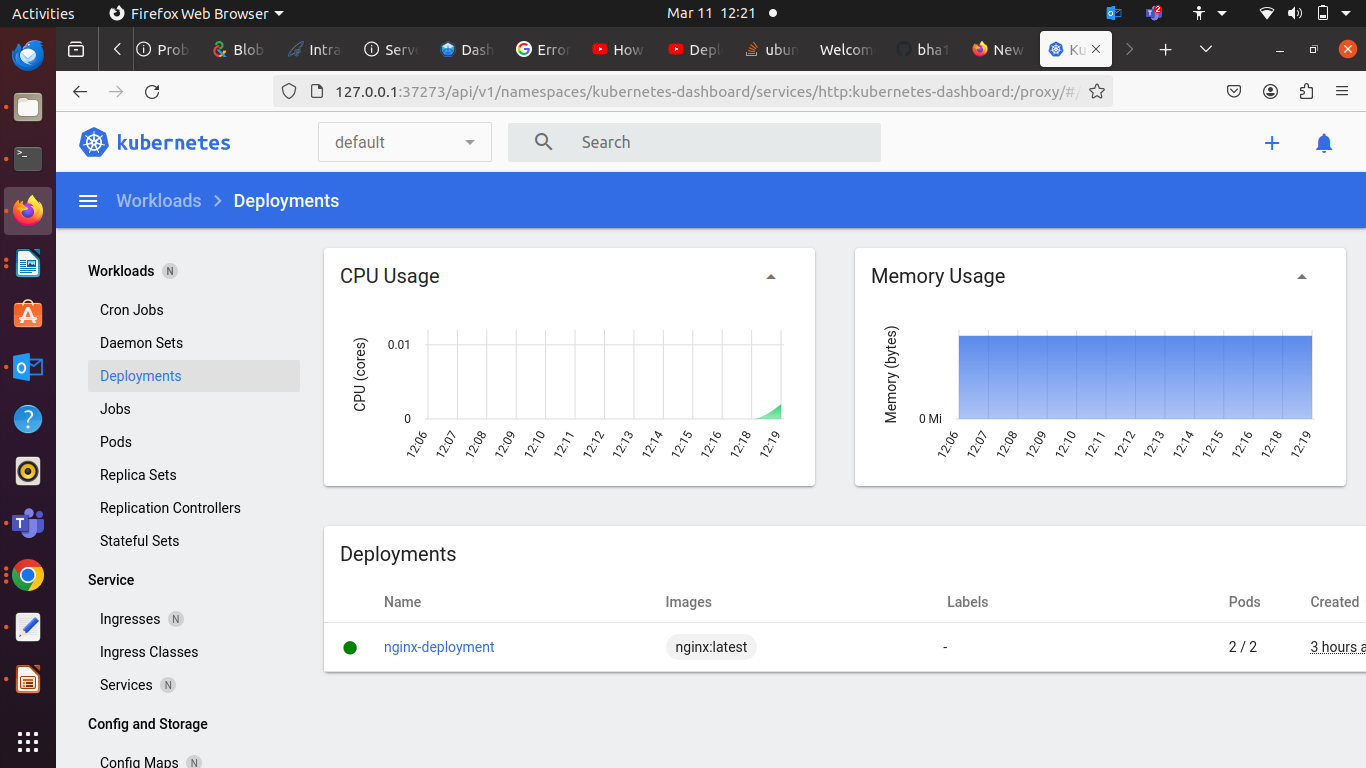 Activities Firefox Web Browser Mar 11 12:21 2
Prob Blob Intra Serve Dash Error How Depl ubun Welcom bha1 New Ku
127.0.0.1:37273/api/v1/namespaces/kubernetes-dashboard/services/http:kubernetes-dashboard:/proxy/#/
kubernetes default Search
Workloads Deployments
Workloads N
Cron Jobs
Daemon Sets
Deployments
Jobs
Pods
Replica Sets
Replication Controllers
Stateful Sets
Service
Ingresses N
Ingress Classes
Services N
Config and Storage
Config Maps N
CPU Usage
CPU (cores)
0.01
0
12:06 12:07 12:08 12:09 12:10 12:11 12:12 12:13 12:14 12:15 12:16 12:18 12:19
Memory Usage
Memory (bytes)
0 Mi
12:06 12:07 12:08 12:09 12:10 12:11 12:12 12:13 12:14 12:15 12:16 12:18 12:19
Deployments
Name Images Labels Pods Created
nginx-deployment nginx:latest - 2 / 2 3 hours a